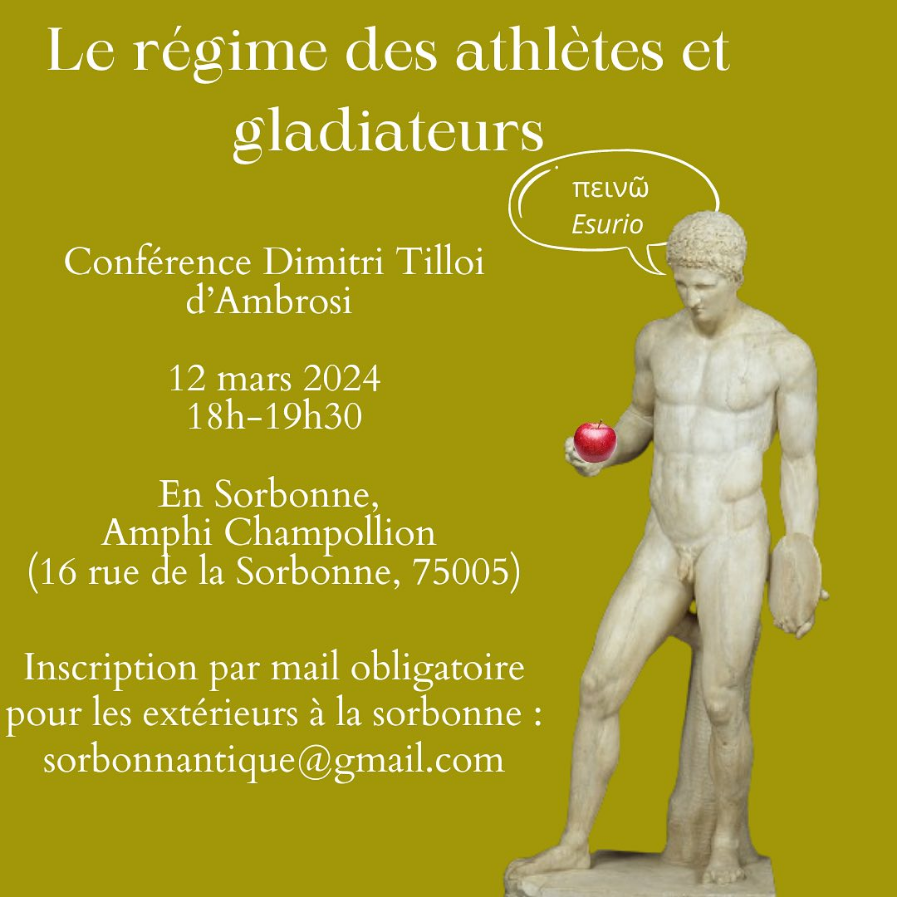 Le régime des athlètes et
gladiateurs
πεινῶ
Esurio
Conférence Dimitri Tilloi
d'Ambrosi
12 mars 2024
18h-19h30
En Sorbonne,
Amphi Champollion
(16 rue de la Sorbonne, 75005)
Inscription par mail obligatoire
pour les extérieurs à la sorbonne :
sorbonnantique@gmail.com